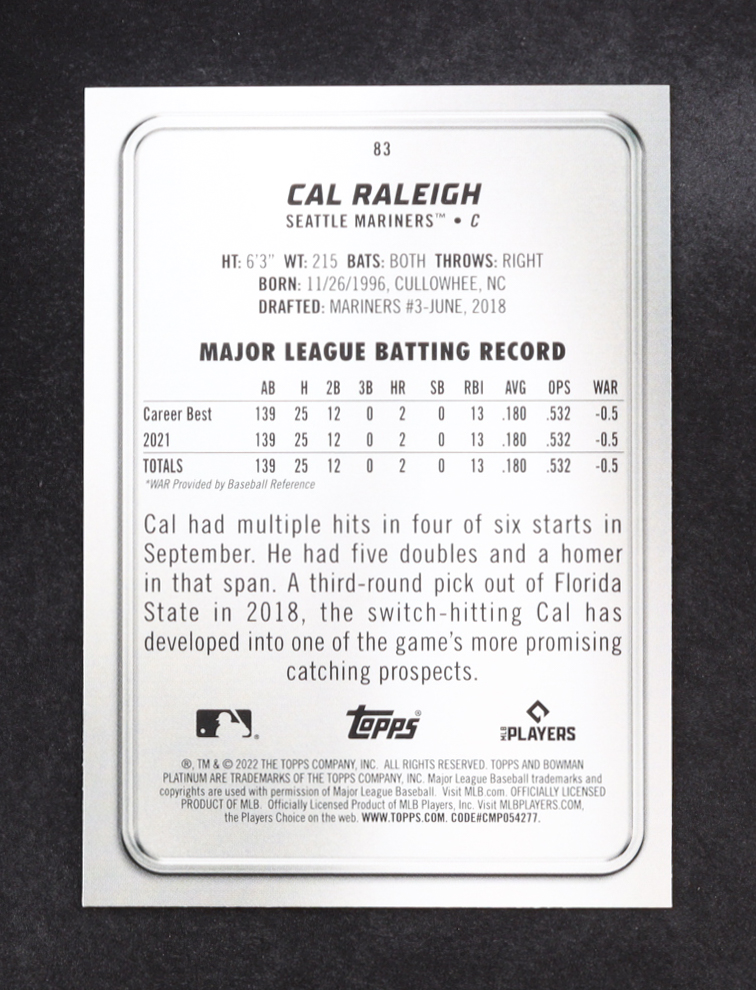 83
CAL RALEIGH
SEATTLE MARINERS™ • C
HT: 6'3" WT: 215 BATS: BOTH THROWS: RIGHT
BORN: 11/26/1996, CULLOWHEE, NC
DRAFTED: MARINERS #3-JUNE, 2018
MAJOR LEAGUE BATTING RECORD
AB H 2B 3B HR SB RBI AVG OPS WAR
Career Best 139 25 12 0 2 0 13 .180 .532 -0.5
2021 139 25 12 0 2 0 13 .180 .532 -0.5
TOTALS 139 25 12 0 2 0 13 .180 .532 -0.5
*WAR Provided by Baseball Reference
Cal had multiple hits in four of six starts in
September. He had five doubles and a homer
in that span. A third-round pick out of Florida
State in 2018, the switch-hitting Cal has
developed into one of the game's more promising
catching prospects.
® topps® MLB PLAYERS
®, TM & © 2022 THE TOPPS COMPANY, INC. ALL RIGHTS RESERVED. TOPPS AND BOWMAN
PLATINUM ARE TRADEMARKS OF THE TOPPS COMPANY, INC. Major League Baseball trademarks and
copyrights are used with permission of Major League Baseball. Visit MLB.com. OFFICIALLY LICENSED
PRODUCT OF MLB. Officially Licensed Product of MLB Players, Inc. Visit MLBPLAYERS.COM,
the Players Choice on the web. WWW.TOPPS.COM. CODE#CMP054277.